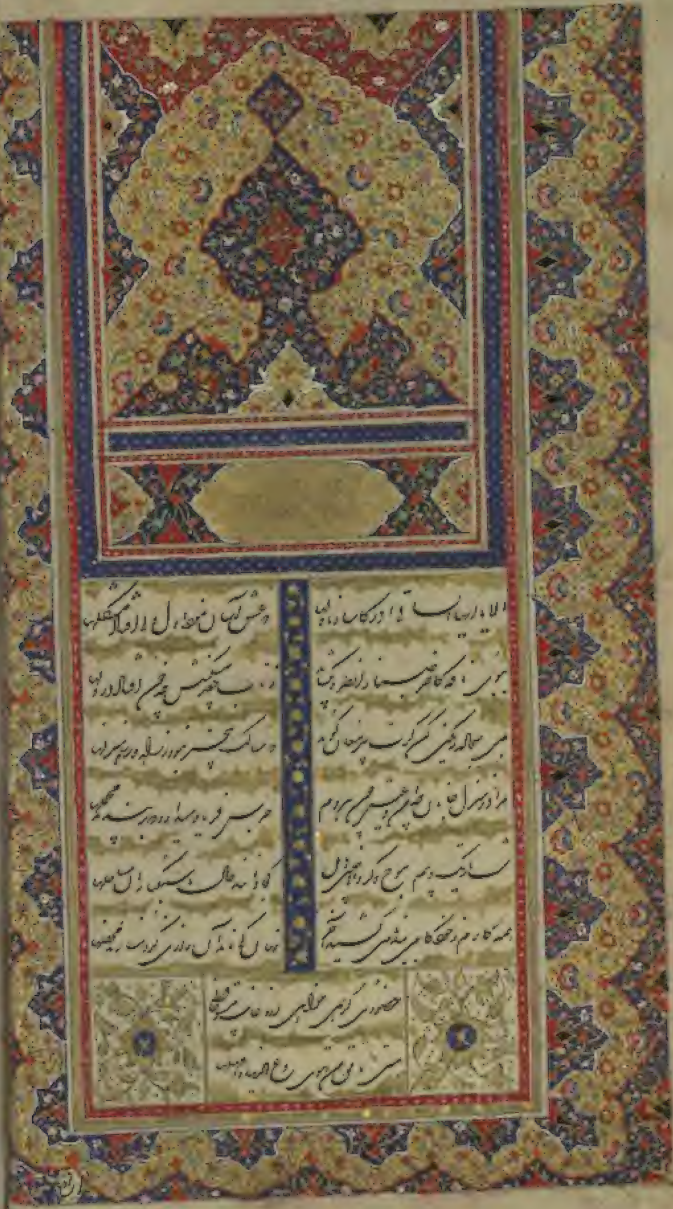 الا یا ایها الساقی ادر کاسا و ناولها که عشق آسان نمود اول ولی افتاد مشکلها
ببوی نافه کاخر صبا زان طره بگشاید ز تاب جعد مشکینش چه خون افتاد در دلها
بمی سجاده رنگین کن گرت پیر مغان گوید که سالک بیخبر نبود ز راه و رسم منزلها
مرا در منزل جانان چه امن و عیش چون هر دم جرس فریاد میدارد که بربندید محملها
شب تاریک و بیم موج و گردابی چنین هایل کجا دانند حال ما سبکباران ساحلها
همه کارم ز خودکامی ببدنامی کشید آخر نهان کی ماند آن رازی کزو سازند محفلها
حضوری گر همی خواهی ازو غایب مشو حافظ
متی ما تلق من تهوی دع الدنیا و اهملها